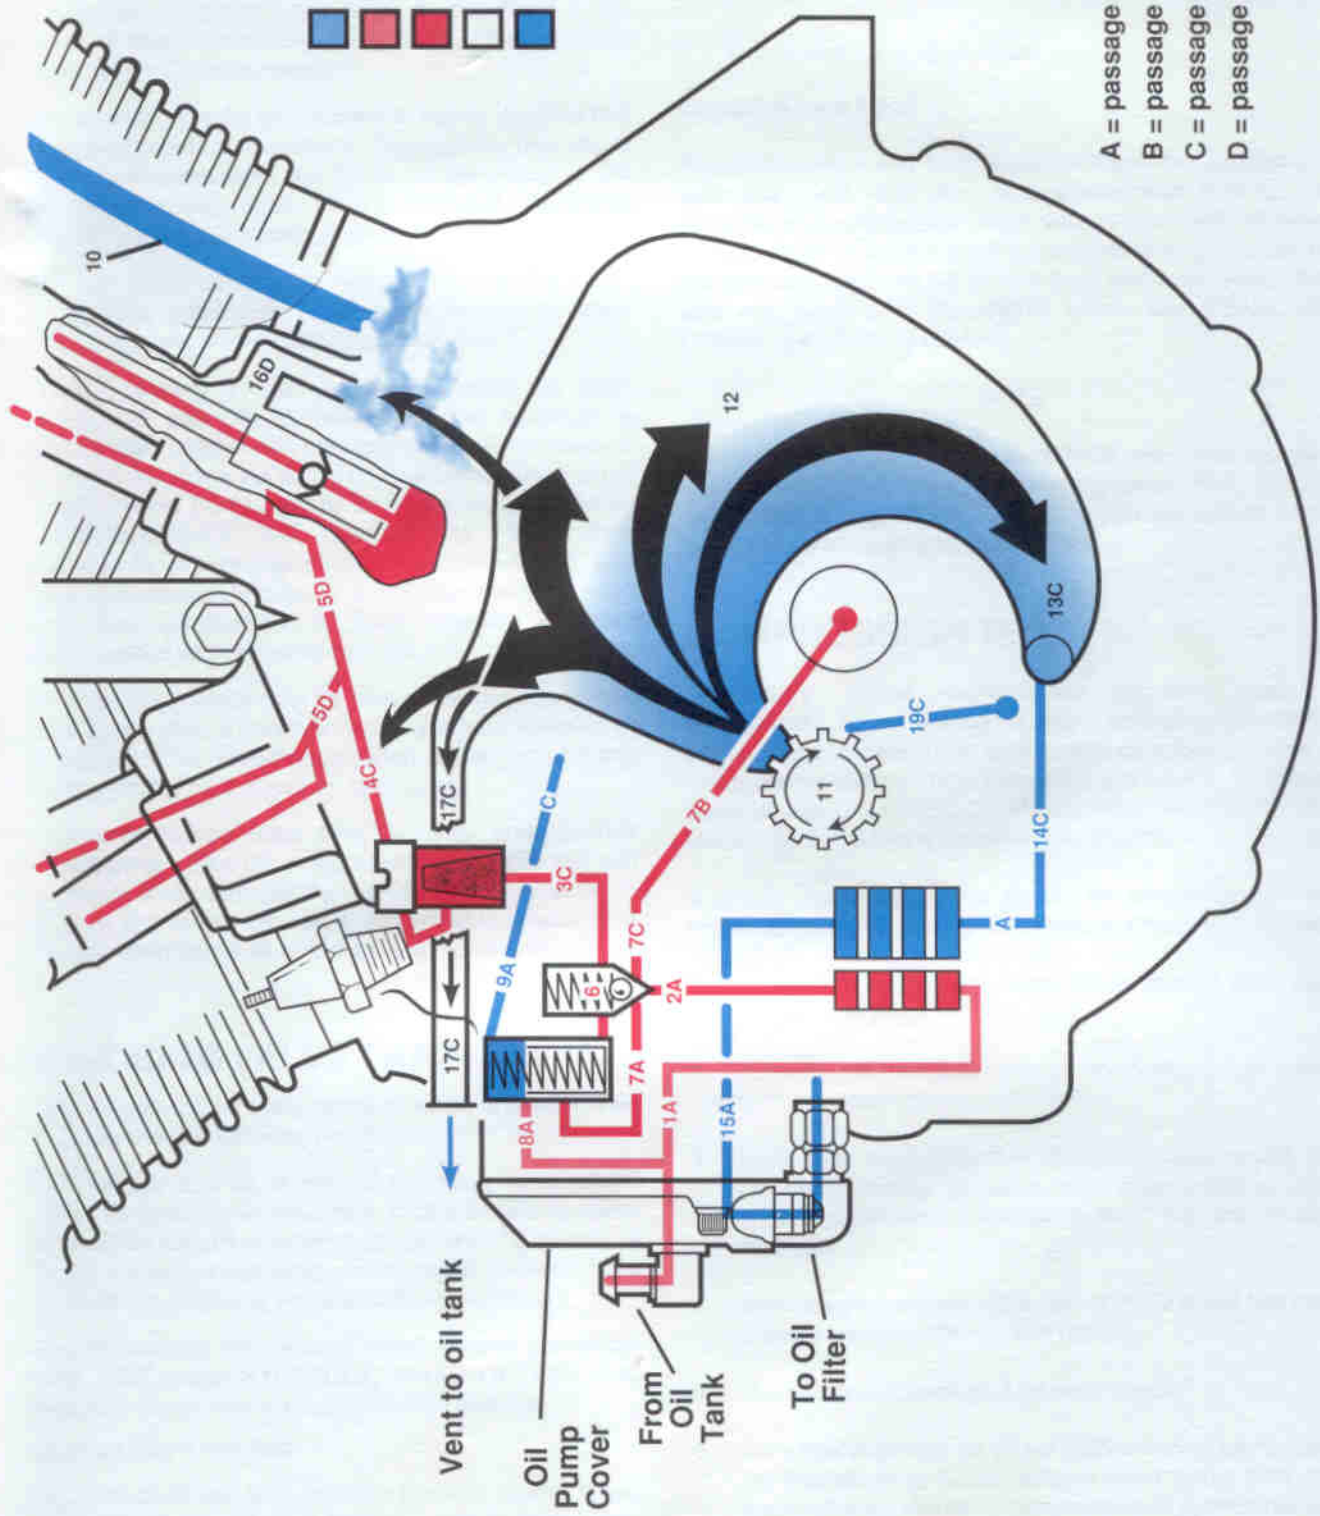 A = passage
B = passage
C = passage
D = passage
10
16D
12
5D
5D
4C
13C
17C
C
19C
11
7B
14C
3C
7C
A
9A
6
2A
17C
7A
8A
1A
15A
Vent to oil tank
Oil
Pump
Cover
From
Oil
Tank
To Oil
Filter